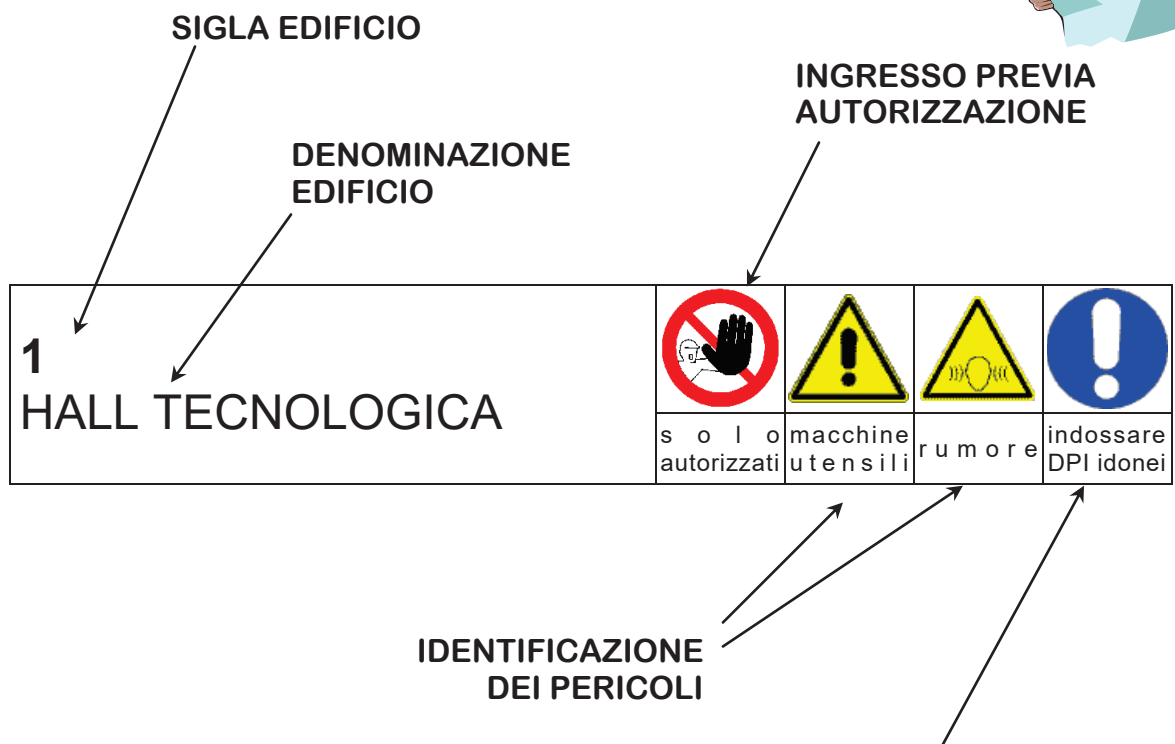 SIGLA EDIFICIO
INGRESSO PREVIA
AUTORIZZAZIONE
DENOMINAZIONE
EDIFICIO
1
HALL TECNOLOGICA
solo
autorizzati
macchine
utensili
rumore
indossare
DPI idonei
IDENTIFICAZIONE
DEI PERICOLI